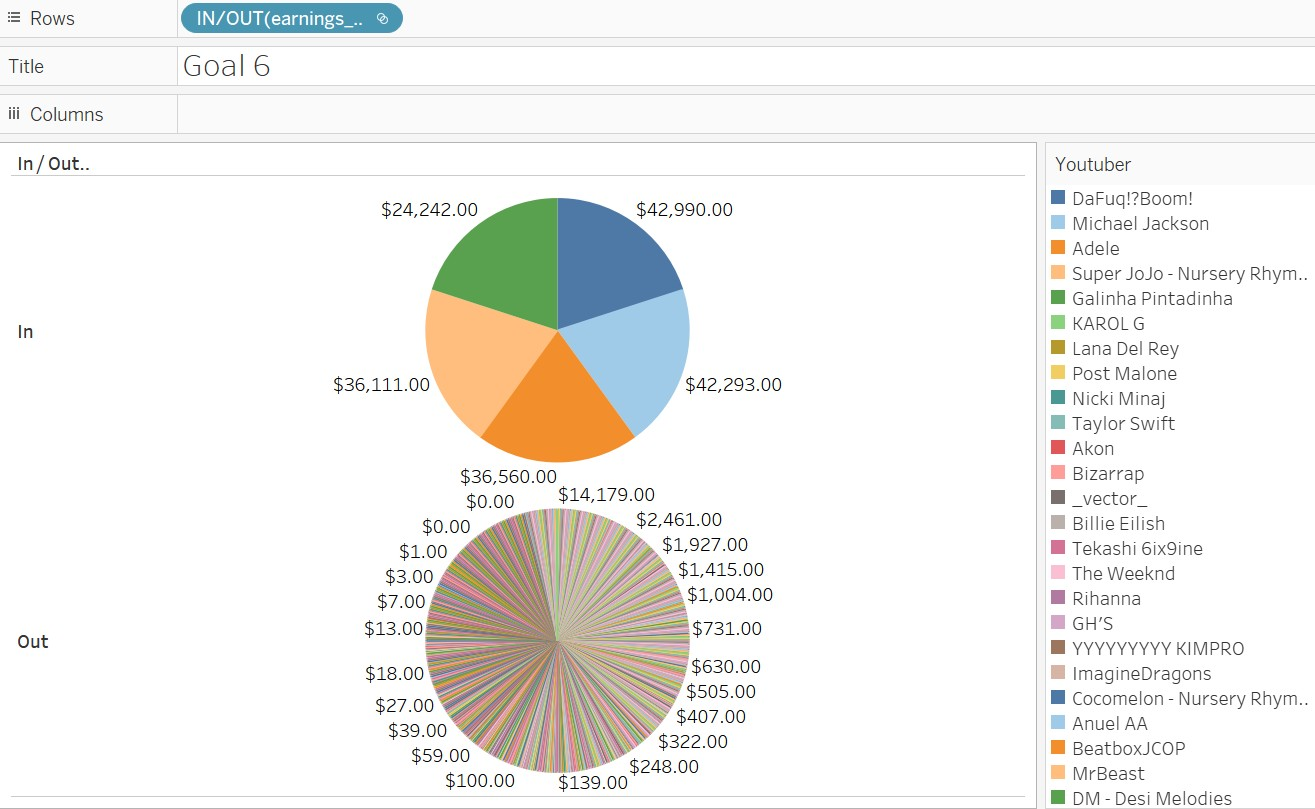 Rows
IN/OUT(earnings_..
Title
Goal 6
Columns
In / Out..
In
$24,242.00
$42,990.00
$36,111.00
$42,293.00
$36,560.00
Out
$0.00
$14,179.00
$0.00
$2,461.00
$1.00
$1,927.00
$3.00
$1,415.00
$7.00
$1,004.00
$13.00
$731.00
$18.00
$630.00
$27.00
$505.00
$39.00
$407.00
$59.00
$322.00
$100.00
$248.00
$139.00
Youtuber
DaFuq!?Boom!
Michael Jackson
Adele
Super JoJo - Nursery Rhym..
Galinha Pintadinha
KAROL G
Lana Del Rey
Post Malone
Nicki Minaj
Taylor Swift
Akon
Bizarrap
_vector_
Billie Eilish
Tekashi 6ix9ine
The Weeknd
Rihanna
GH'S
YYYYYYYYY KIMPRO
ImagineDragons
Cocomelon - Nursery Rhym..
Anuel AA
BeatboxJCOP
MrBeast
DM - Desi Melodies